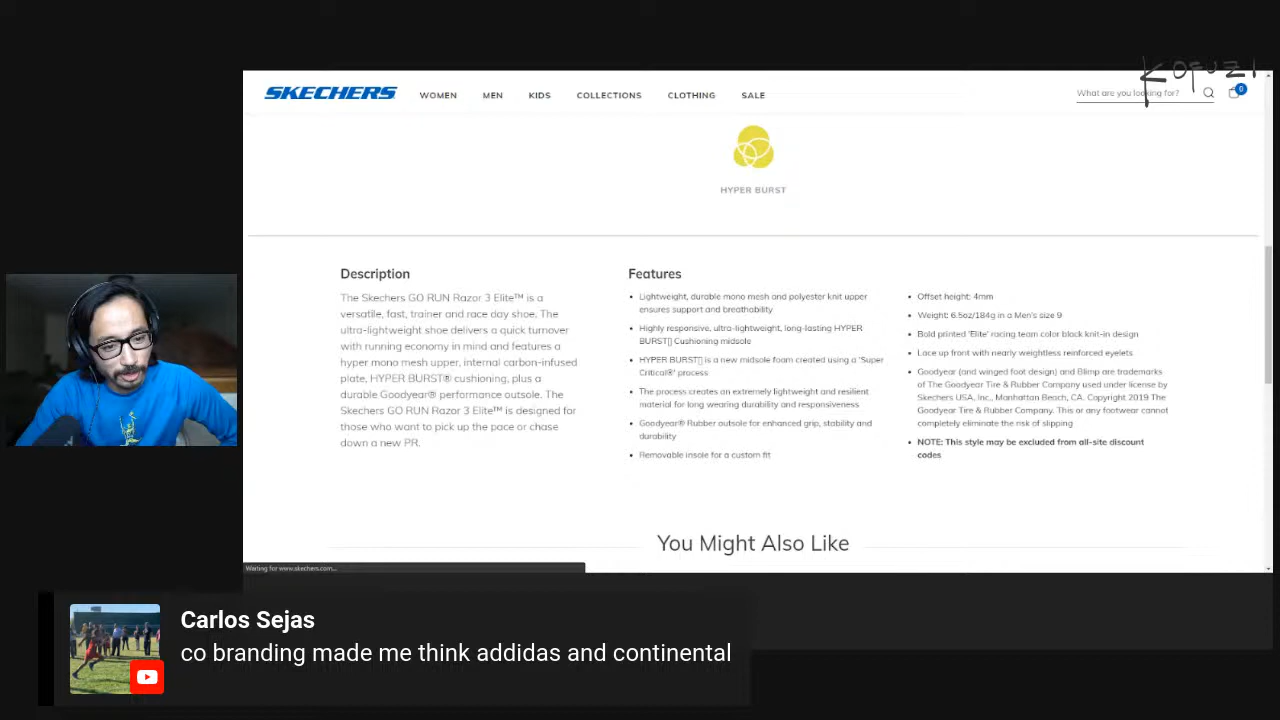 KOFUZI
SKECHERS
WOMEN MEN KIDS COLLECTIONS CLOTHING SALE
What are you looking for?
0
HYPER BURST
Description
The Skechers GO RUN Razor 3 Elite™ is a
versatile, fast, trainer and race day shoe. The
ultra-lightweight shoe delivers a quick turnover
with running economy in mind and features a
hyper mono mesh upper, internal carbon-infused
plate, HYPER BURST® cushioning, plus a
durable Goodyear® performance outsole. The
Skechers GO RUN Razor 3 Elite™ is designed for
those who want to pick up the pace or chase
down a new PR.
Features
Lightweight, durable mono mesh and polyester knit upper
ensures support and breathability
Highly responsive, ultra-lightweight, long-lasting HYPER
BURST▯ Cushioning midsole
HYPER BURST▯ is a new midsole foam created using a 'Super
Critical®' process
The process creates an extremely lightweight and resilient
material for long wearing durability and responsiveness
Goodyear® Rubber outsole for enhanced grip, stability and
durability
Removable insole for a custom fit
Offset height: 4mm
Weight: 6.5oz/184g in a Men's size 9
Bold printed 'Elite' racing team color block knit-in design
Lace up front with nearly weightless reinforced eyelets
Goodyear (and winged foot design) and Blimp are trademarks
of The Goodyear Tire & Rubber Company used under license by
Skechers USA, Inc., Manhattan Beach, CA. Copyright 2019 The
Goodyear Tire & Rubber Company. This or any footwear cannot
completely eliminate the risk of slipping
NOTE: This style may be excluded from all-site discount
codes
You Might Also Like
Waiting for www.skechers.com...
Carlos Sejas
co branding made me think addidas and continental